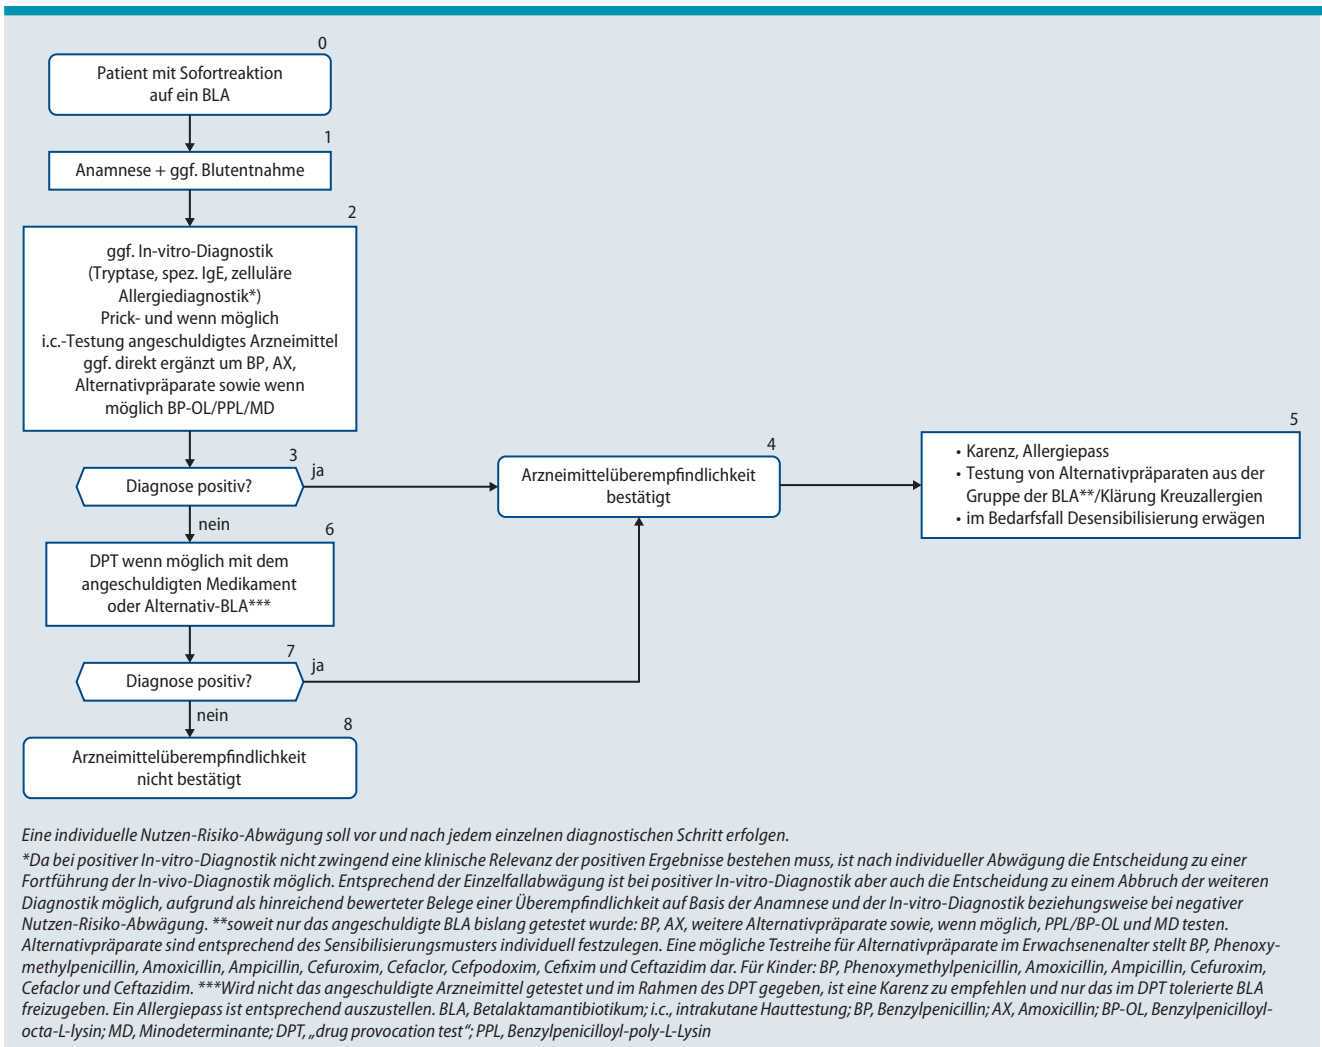 0
Patient mit Sofortreaktion
auf ein BLA
1
Anamnese + ggf. Blutentnahme
2
ggf. In-vitro-Diagnostik
(Tryptase, spez. IgE, zelluläre
Allergiediagnostik*)
Prick- und wenn möglich
i.c.-Testung angeschuldigtes Arzneimittel
ggf. direkt ergänzt um BP, AX,
Alternativpräparate sowie wenn
möglich BP-OL/PPL/MD
3
Diagnose positiv?
ja
nein
4
Arzneimittelüberempfindlichkeit
bestätigt
5
• Karenz, Allergiepass
• Testung von Alternativpräparaten aus der
Gruppe der BLA**/Klärung Kreuzallergien
• im Bedarfsfall Desensibilisierung erwägen
6
DPT wenn möglich mit dem
angeschuldigten Medikament
oder Alternativ-BLA***
7
Diagnose positiv?
ja
nein
8
Arzneimittelüberempfindlichkeit
nicht bestätigt
Eine individuelle Nutzen-Risiko-Abwägung soll vor und nach jedem einzelnen diagnostischen Schritt erfolgen.
*Da bei positiver In-vitro-Diagnostik nicht zwingend eine klinische Relevanz der positiven Ergebnisse bestehen muss, ist nach individueller Abwägung die Entscheidung zu einer
Fortführung der In-vivo-Diagnostik möglich. Entsprechend der Einzelfallabwägung ist bei positiver In-vitro-Diagnostik aber auch die Entscheidung zu einem Abbruch der weiteren
Diagnostik möglich, aufgrund als hinreichend bewerteter Belege einer Überempfindlichkeit auf Basis der Anamnese und der In-vitro-Diagnostik beziehungsweise bei negativer
Nutzen-Risiko-Abwägung. **soweit nur das angeschuldigte BLA bislang getestet wurde: BP, AX, weitere Alternativpräparate sowie, wenn möglich, PPL/BP-OL und MD testen.
Alternativpräparate sind entsprechend des Sensibilisierungsmusters individuell festzulegen. Eine mögliche Testreihe für Alternativpräparate im Erwachsenenalter stellt BP, Phenoxy-
methylpenicillin, Amoxicillin, Ampicillin, Cefuroxim, Cefaclor, Cefpodoxim, Cefixim und Ceftazidim dar. Für Kinder: BP, Phenoxymethylpenicillin, Amoxicillin, Ampicillin, Cefuroxim,
Cefaclor und Ceftazidim. ***Wird nicht das angeschuldigte Arzneimittel getestet und im Rahmen des DPT gegeben, ist eine Karenz zu empfehlen und nur das im DPT tolerierte BLA
freizugeben. Ein Allergiepass ist entsprechend auszustellen. BLA, Betalaktamantibiotikum; i.c., intrakutane Hauttestung; BP, Benzylpenicillin; AX, Amoxicillin; BP-OL, Benzylpenicilloyl-
octa-L-lysin; MD, Minodeterminante; DPT, „drug provocation test“; PPL, Benzylpenicilloyl-poly-L-Lysin